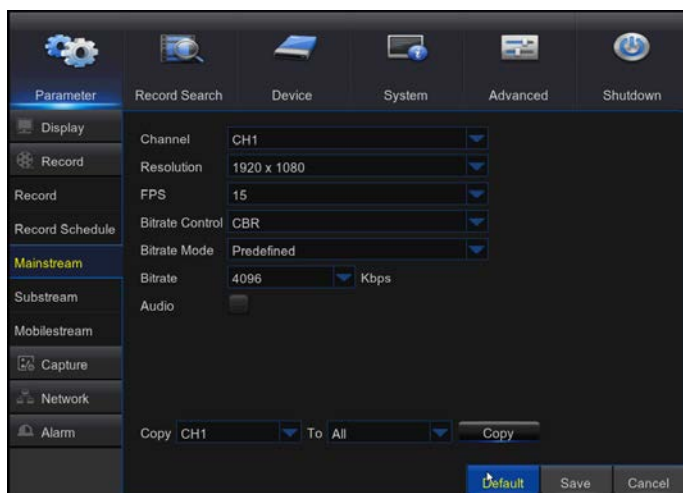 Parameter Record Search Device System Advanced Shutdown
Display
Record
Record
Record Schedule
Mainstream
Substream
Mobilestream
Capture
Network
Alarm
Channel CH1
Resolution 1920 x 1080
FPS 15
Bitrate Control CBR
Bitrate Mode Predefined
Bitrate 4096 Kbps
Audio
Copy CH1 To All Copy
Default Save Cancel